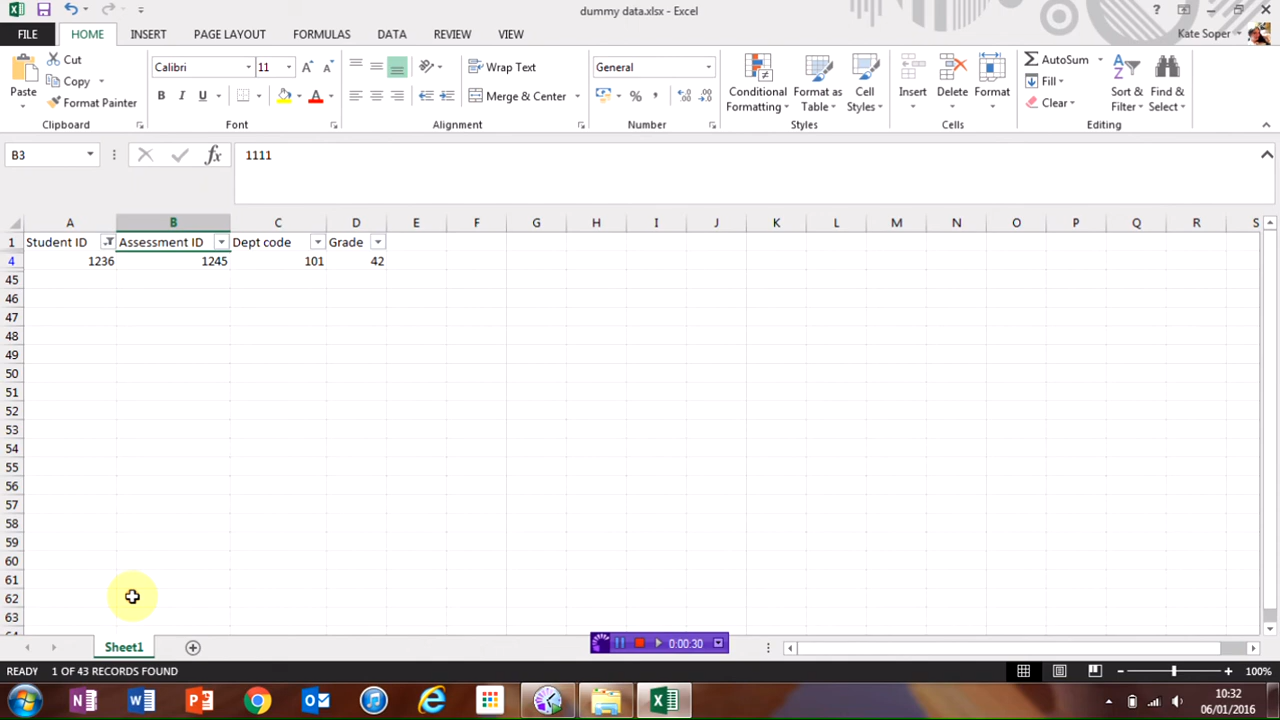 dummy data.xlsx - Excel
FILE HOME INSERT PAGE LAYOUT FORMULAS DATA REVIEW VIEW Kate Soper
Paste Cut Copy Format Painter
Calibri 11 B I U A
Wrap Text Merge & Center
General % ,
Conditional Formatting Format as Table Cell Styles
Insert Delete Format
AutoSum Fill Clear Sort & Filter Find & Select
Clipboard Font Alignment Number Styles Cells Editing
B3 fx 1111
A B C D E F G H I J K L M N O P Q R S
1 Student ID Assessment ID Dept code Grade
4 1236 1245 101 42
45
46
47
48
49
50
51
52
53
54
55
56
57
58
59
60
61
62
63
Sheet1 0:00:30
READY 1 OF 43 RECORDS FOUND 100%
10:32
06/01/2016